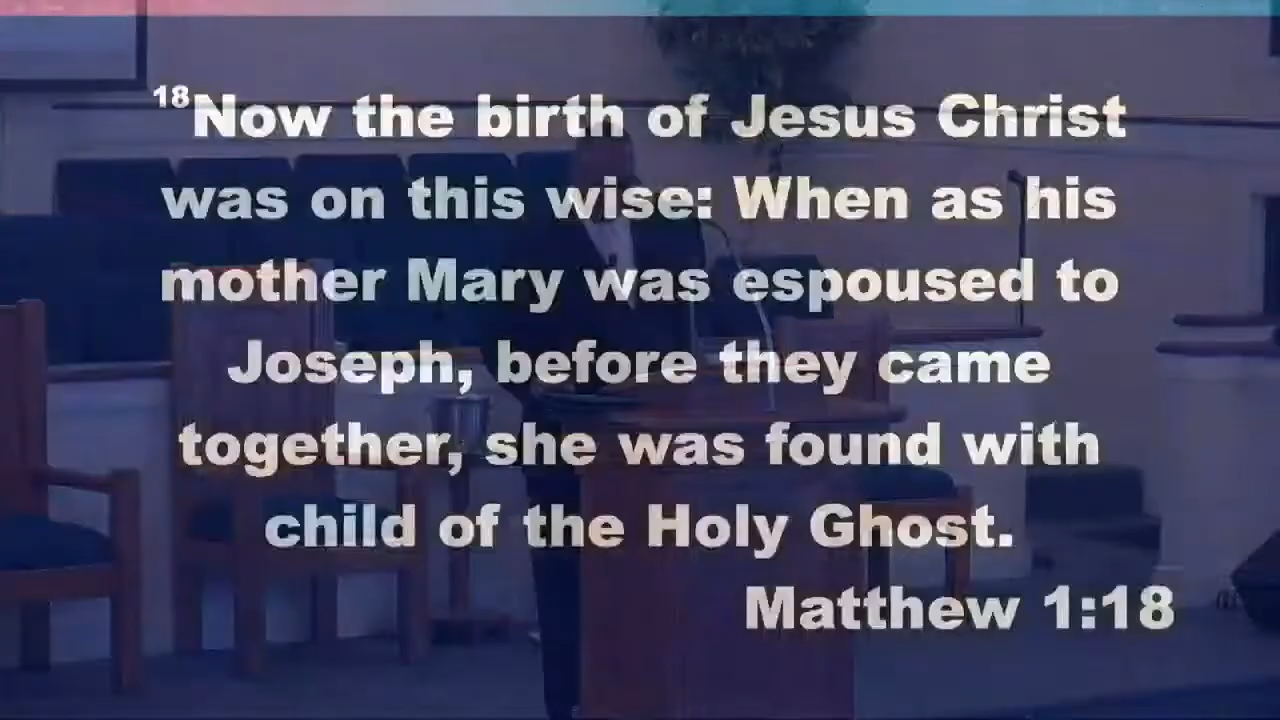 18Now the birth of Jesus Christ
was on this wise: When as his
mother Mary was espoused to
Joseph, before they came
together, she was found with
child of the Holy Ghost.
Matthew 1:18